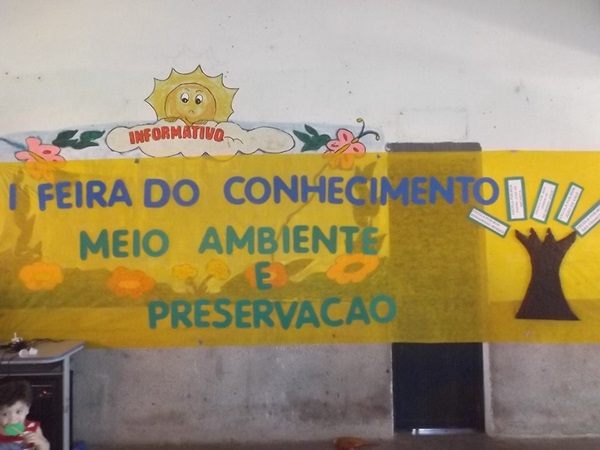 INFORMATIVO
I FEIRA DO CONHECIMENTO
MEIO AMBIENTE
E
PRESERVACAO